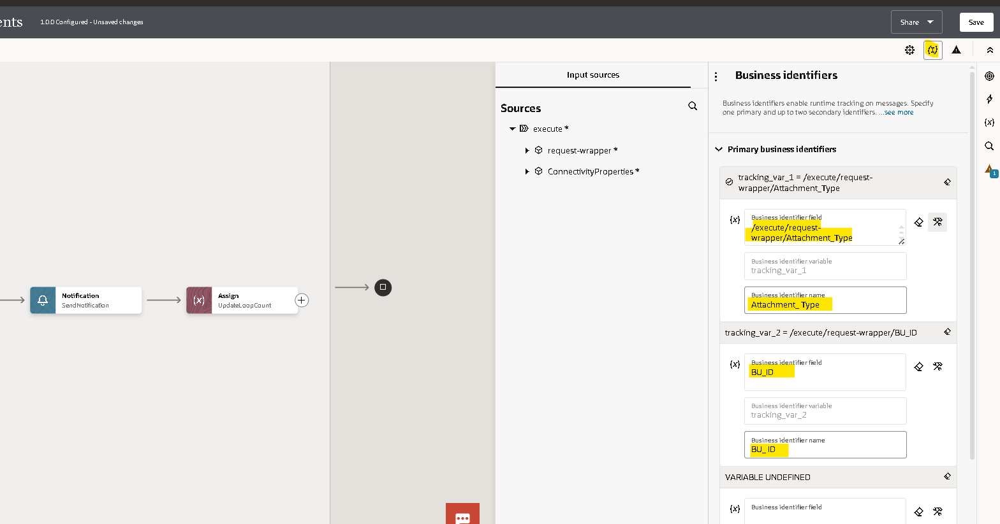 ents
1.0.0 Configured - Unsaved changes
Share
Save
Notification
SendNotification
(x)
Assign
UpdateLoopCount
Input sources
Sources
execute *
request-wrapper *
ConnectivityProperties *
Business identifiers
Business identifiers enable runtime tracking on messages. Specify
one primary and up to two secondary identifiers. ...see more
Primary business identifiers
tracking_var_1 = /execute/request-
wrapper/Attachment_Type
(x)
Business identifier field
/execute/request-
wrapper/Attachment_Type
Business identifier variable
tracking_var_1
Business identifier name
Attachment_ Type
tracking_var_2 = /execute/request-wrapper/BU_ID
(x)
Business identifier field
BU_ID
Business identifier variable
tracking_var_2
Business identifier name
BU_ ID
VARIABLE UNDEFINED
(x)
Business identifier field
(I)
(x)
1